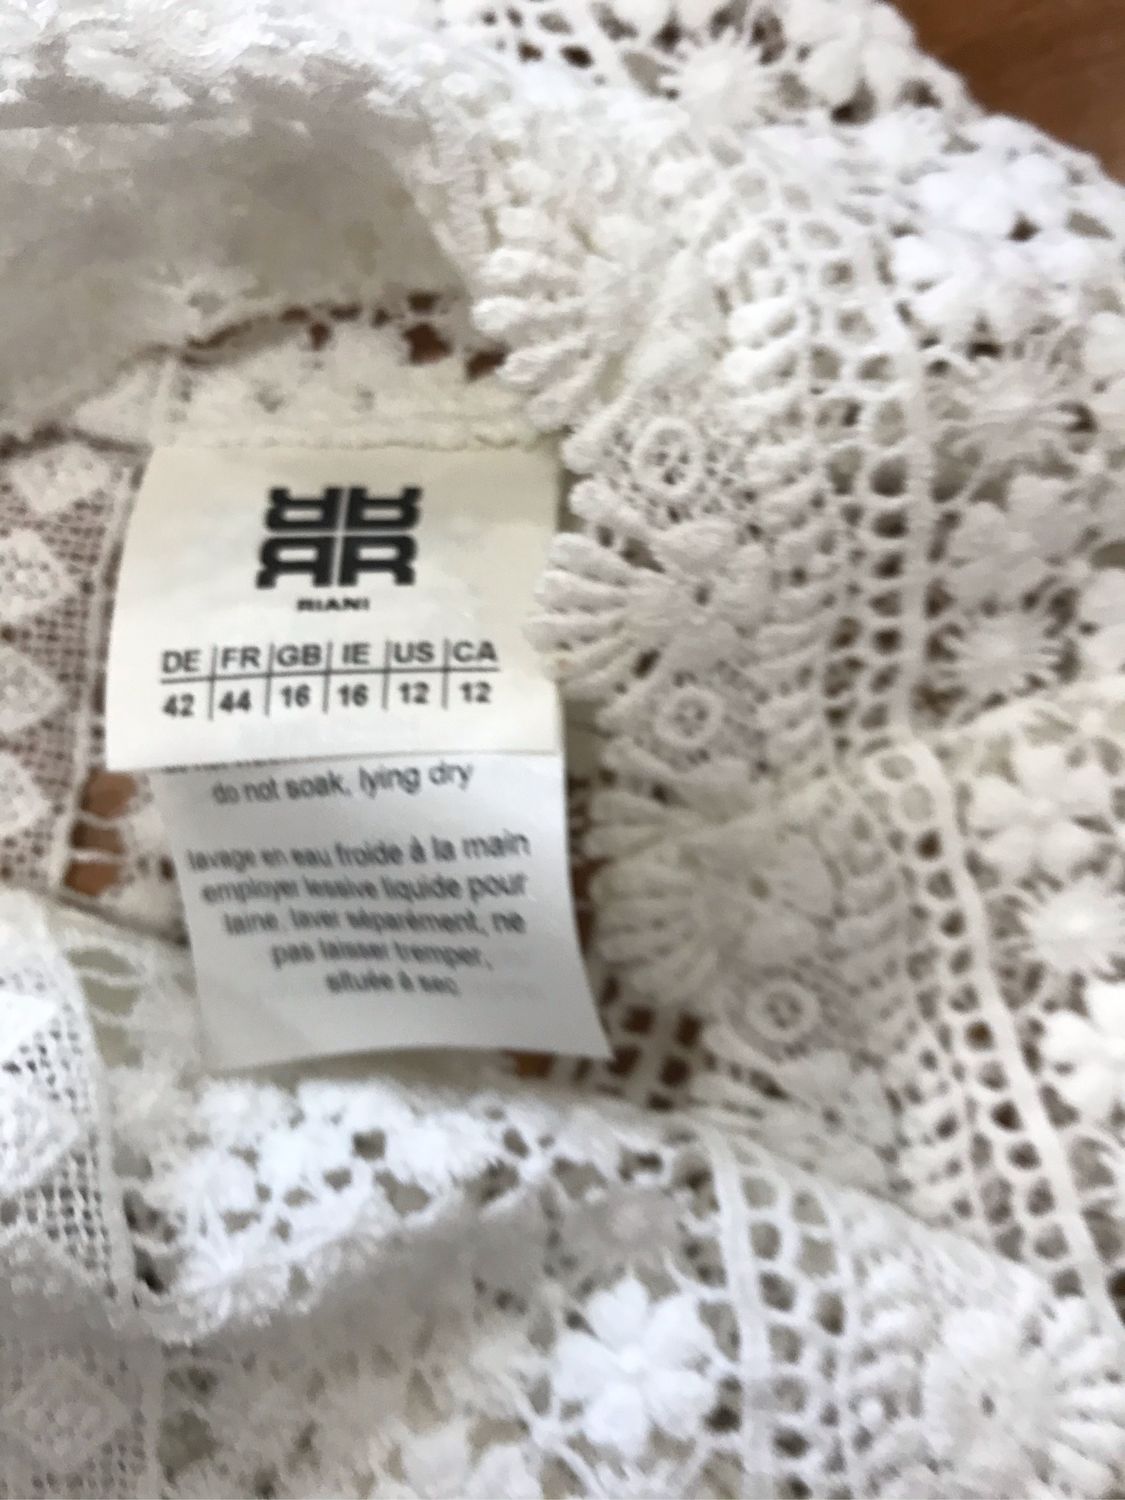 RIANI
DE | FR | GB | IE | US | CA
42 | 44 | 16 | 16 | 12 | 12
do not soak, lying dry
lavage en eau froide à la main
employer lessive liquide pour
laine, laver séparément, ne
pas laisser tremper,
située à sec